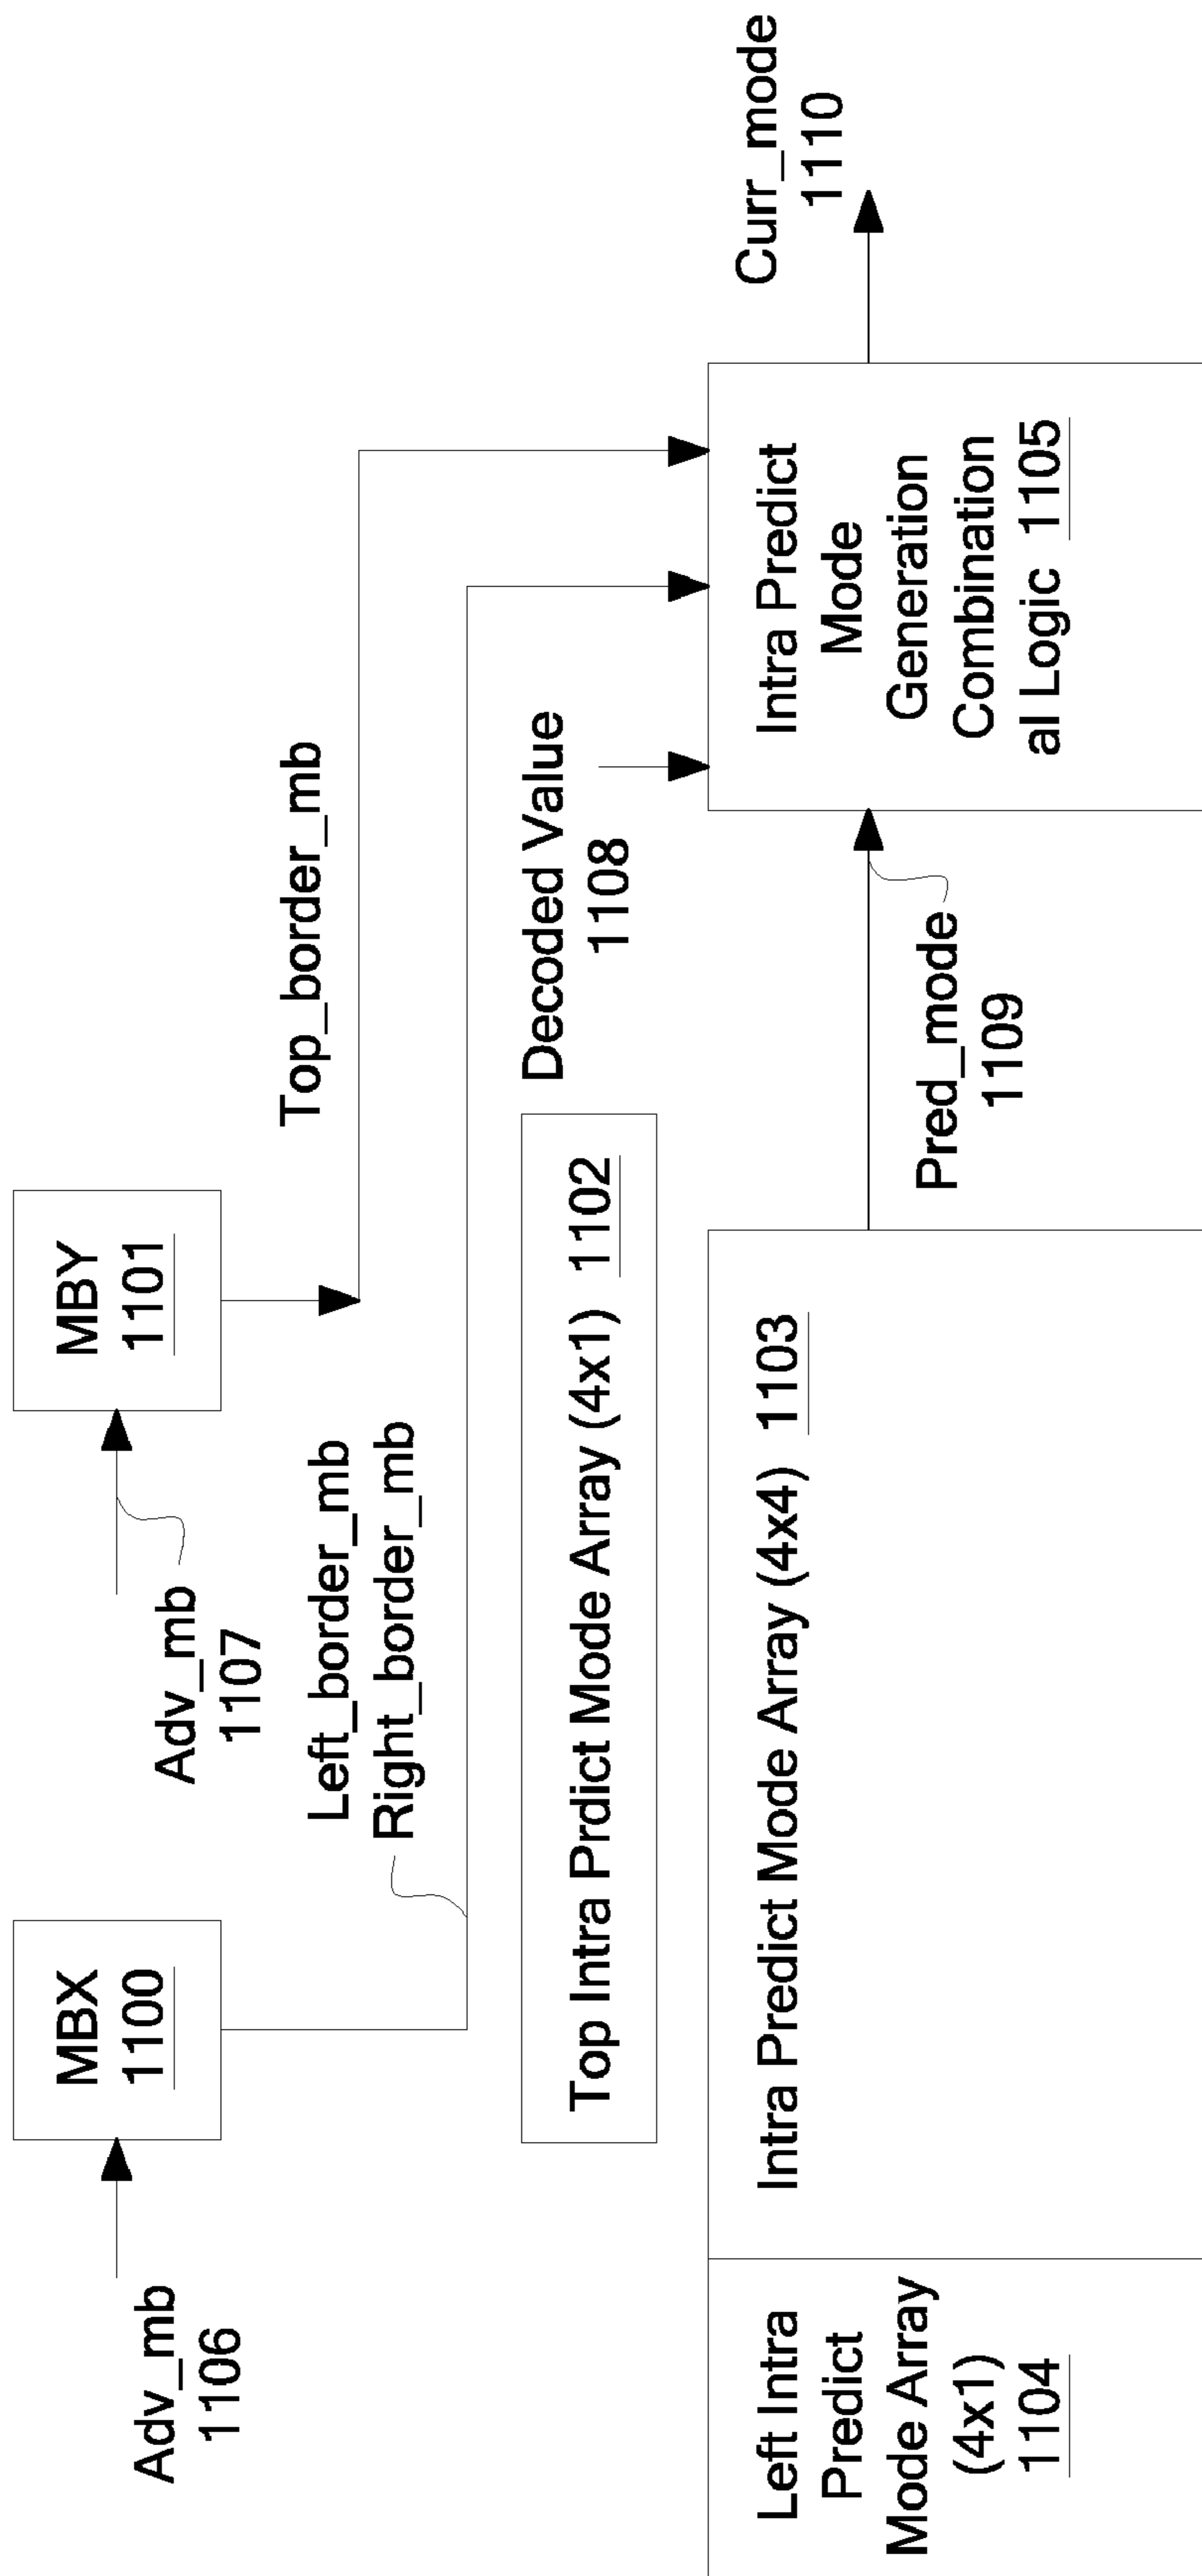 MBX
1100
MBY
1101
Adv_mb
1106
Adv_mb
1107
Top_border_mb
Left_border_mb
Right_border_mb
Decoded Value
1108
Curr_mode
1110
Top Intra Prdict Mode Array (4x1) 1102
Left Intra
Predict
Mode Array
(4x1)
1104
Intra Predict Mode Array (4x4) 1103
Pred_mode
1109
Intra Predict
Mode
Generation
Combination
al Logic 1105